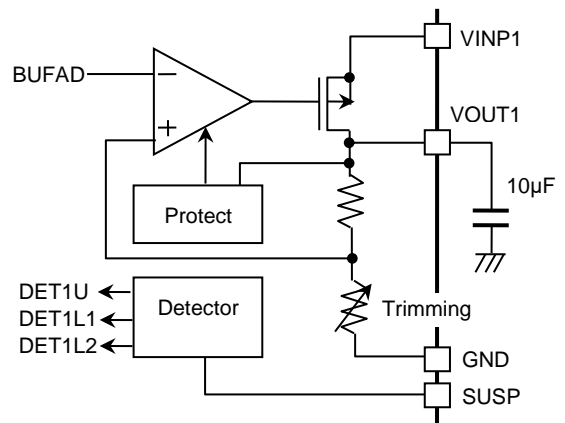 VINP1
BUFAD
VOUT1
10µF
Protect
DET1U
Detector
DET1L1
Trimming
DET1L2
GND
SUSP